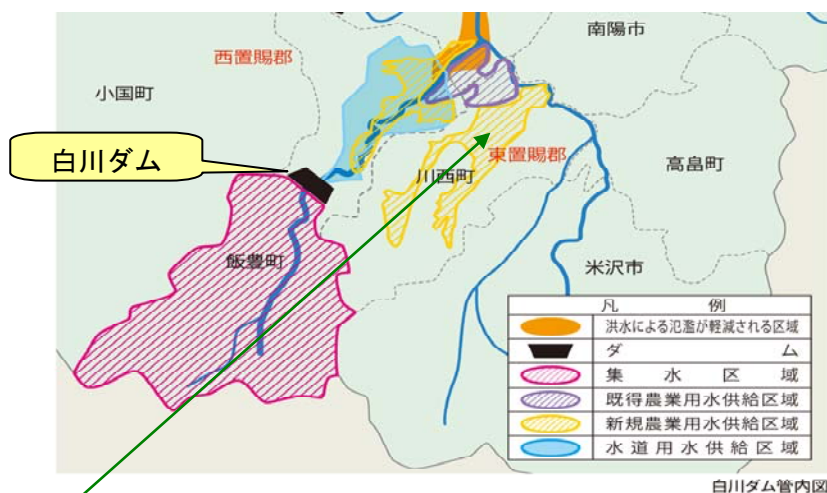 南陽市
西置賜郡
小国町
白川ダム
東置賜郡
高畠町
川西町
飯豊町
米沢市
凡 例
洪水による氾濫が軽減される区域
ダ ム
集 水 区 域
既得農業用水供給区域
新規農業用水供給区域
水道用水供給区域
白川ダム管内図